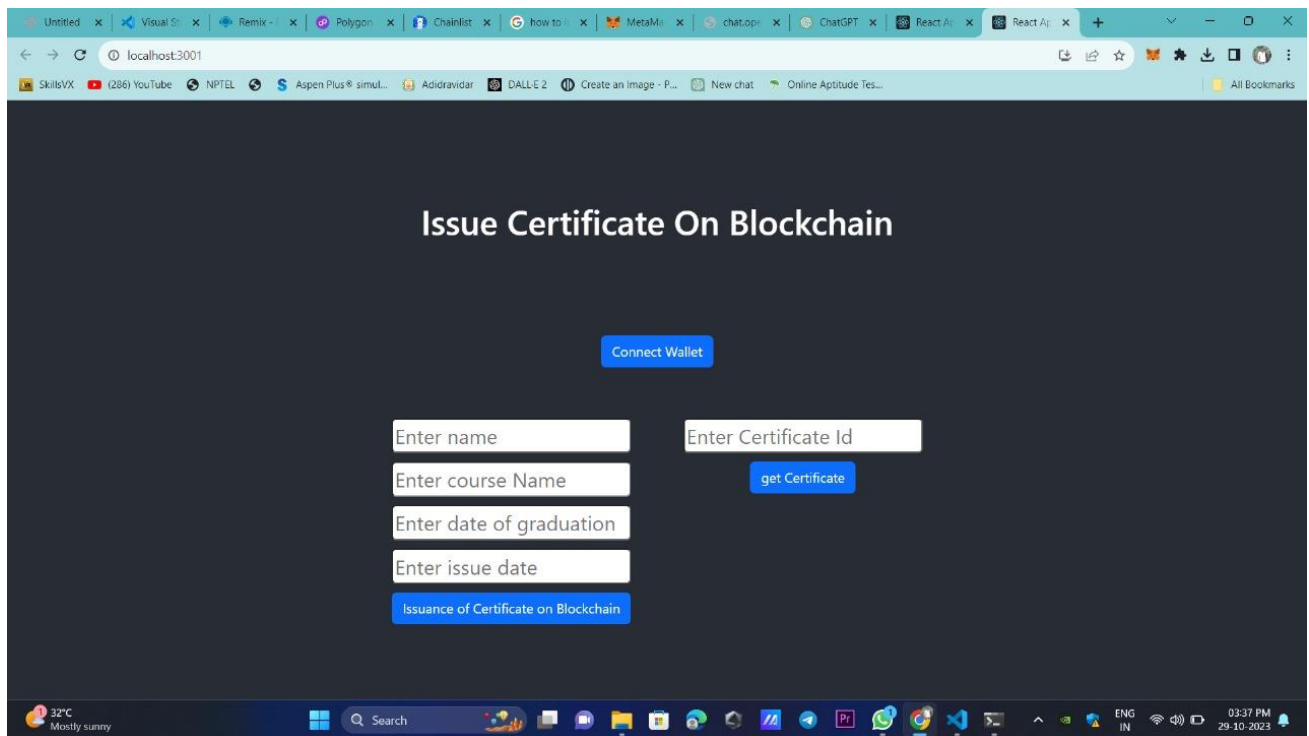 Untitled Visual St Remix - Polygon Chainlist how to MetaMa chat.ope ChatGPT React Ap React Ap
localhost:3001
SkillsVX (286) YouTube NPTEL Aspen Plus® simul... Adidravidar DALL·E 2 Create an image - P... New chat Online Aptitude Tes... All Bookmarks
Issue Certificate On Blockchain
Connect Wallet
Enter name Enter Certificate Id
Enter course Name get Certificate
Enter date of graduation
Enter issue date
Issuance of Certificate on Blockchain
1 32°C Search Pr ENG 03:37 PM
Mostly sunny IN 29-10-2023